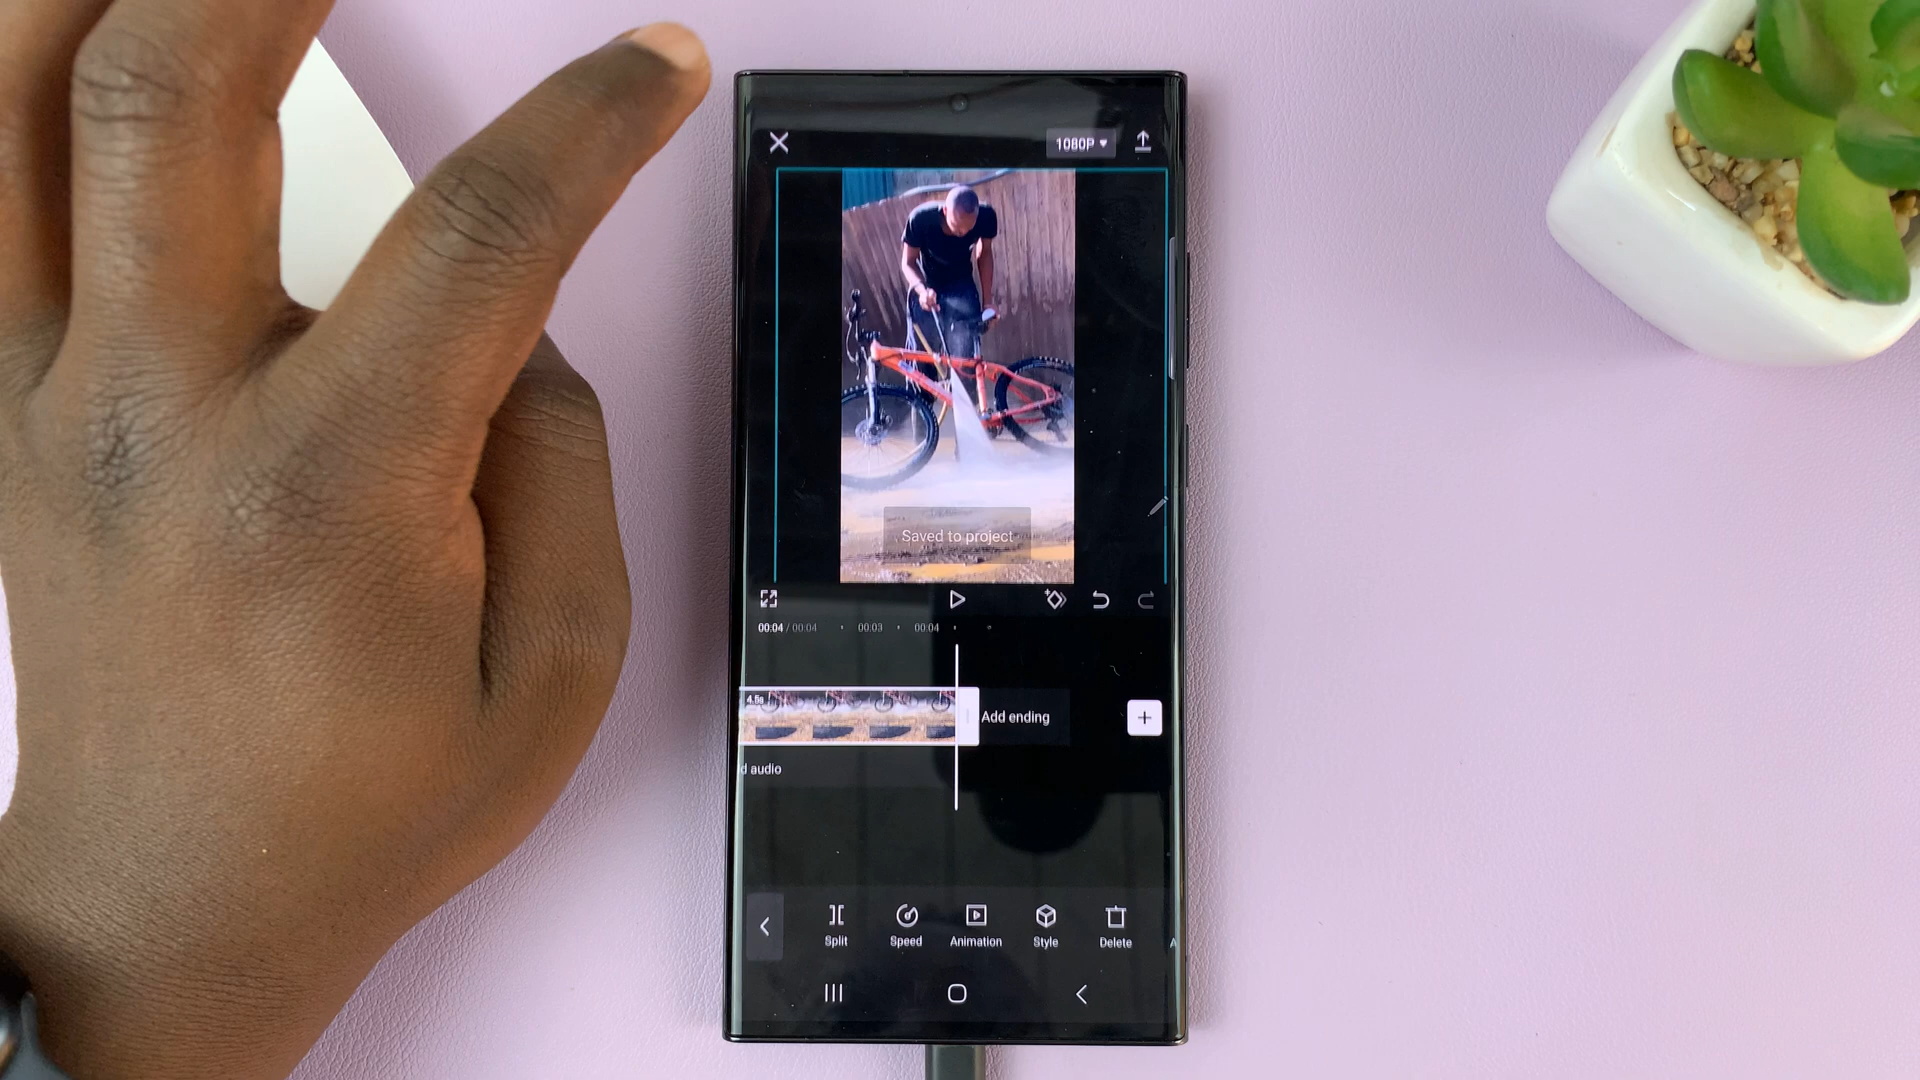 1080P
Saved to project
00:04 / 00:04
00:03
00:04
4.5s
Add ending
d audio
Split
Speed
Animation
Style
Delete
A